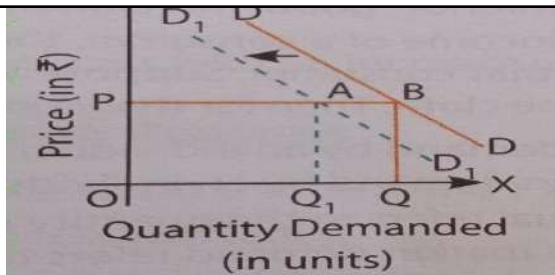 D₁ D
Price (in ₹)
P A B
D
D₁
O Q₁ Q X
Quantity Demanded
(in units)